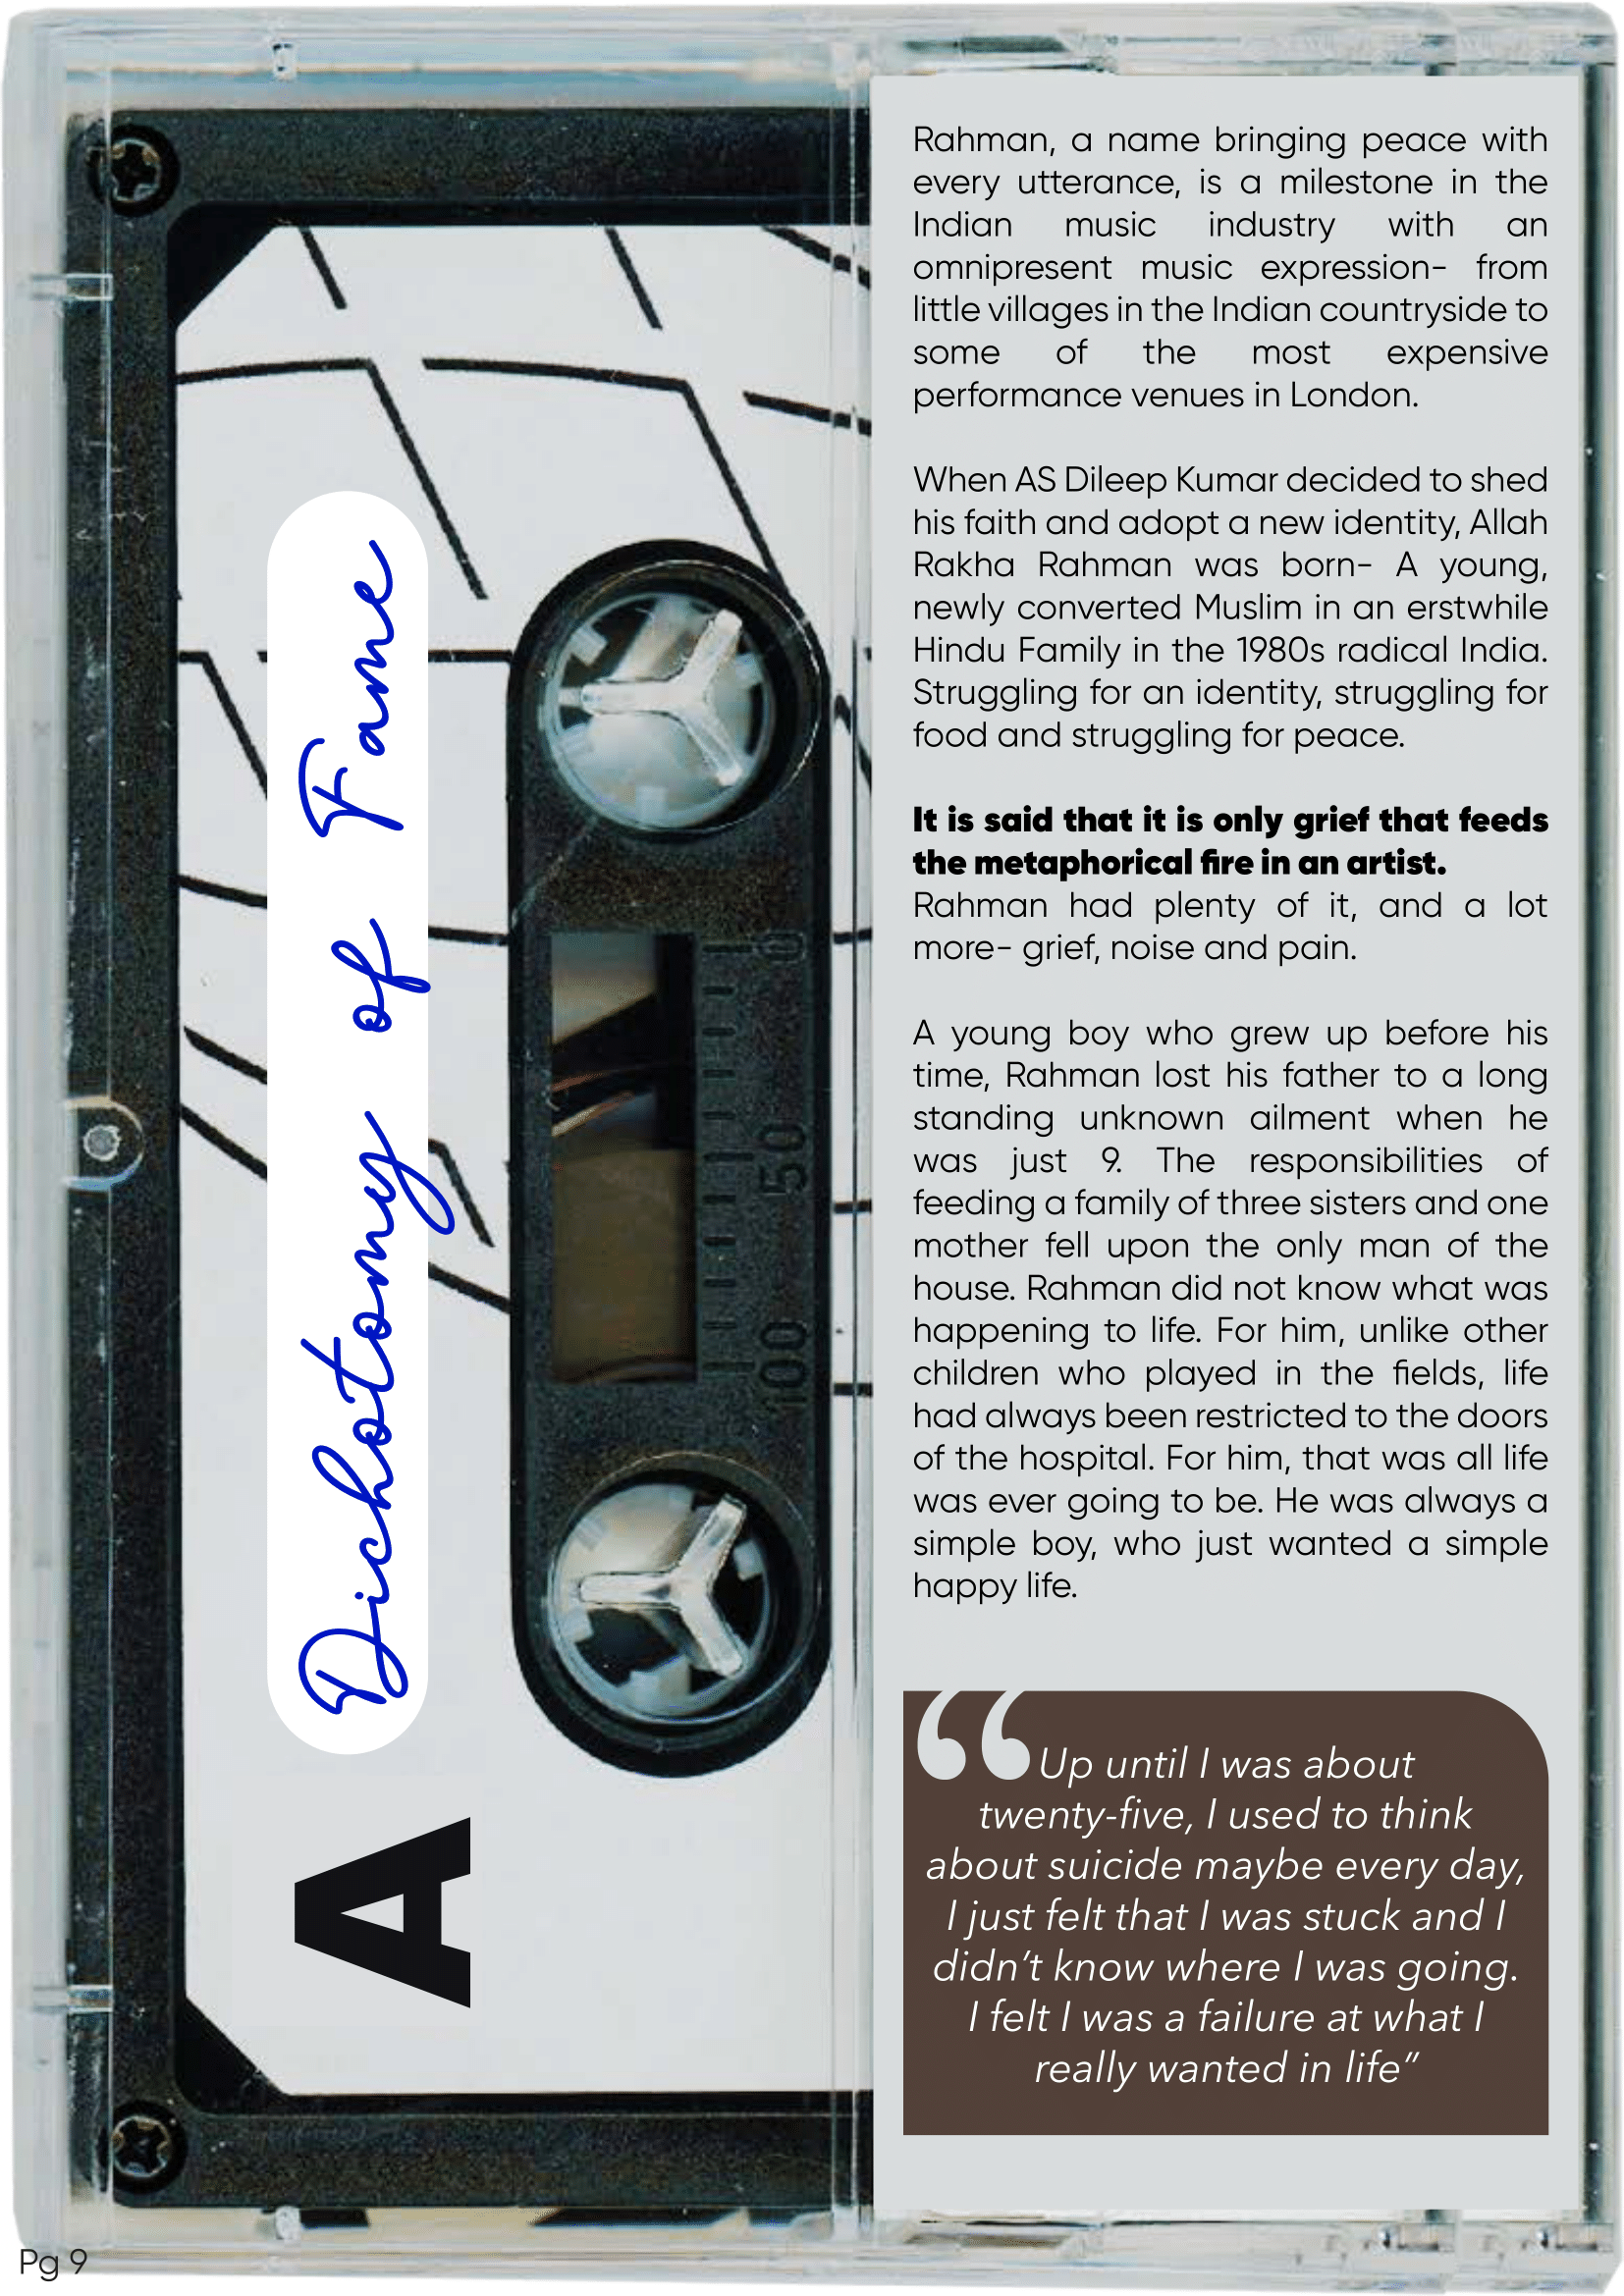 Dichotomy of Fame
A
0
50
100
Rahman, a name bringing peace with
every utterance, is a milestone in the
Indian music industry with an
omnipresent music expression- from
little villages in the Indian countryside to
some of the most expensive
performance venues in London.
When AS Dileep Kumar decided to shed
his faith and adopt a new identity, Allah
Rakha Rahman was born- A young,
newly converted Muslim in an erstwhile
Hindu Family in the 1980s radical India.
Struggling for an identity, struggling for
food and struggling for peace.
It is said that it is only grief that feeds
the metaphorical fire in an artist.
Rahman had plenty of it, and a lot
more- grief, noise and pain.
A young boy who grew up before his
time, Rahman lost his father to a long
standing unknown ailment when he
was just 9. The responsibilities of
feeding a family of three sisters and one
mother fell upon the only man of the
house. Rahman did not know what was
happening to life. For him, unlike other
children who played in the fields, life
had always been restricted to the doors
of the hospital. For him, that was all life
was ever going to be. He was always a
simple boy, who just wanted a simple
happy life.
“Up until I was about
twenty-five, I used to think
about suicide maybe every day,
I just felt that I was stuck and I
didn’t know where I was going.
I felt I was a failure at what I
really wanted in life”
Pg 9